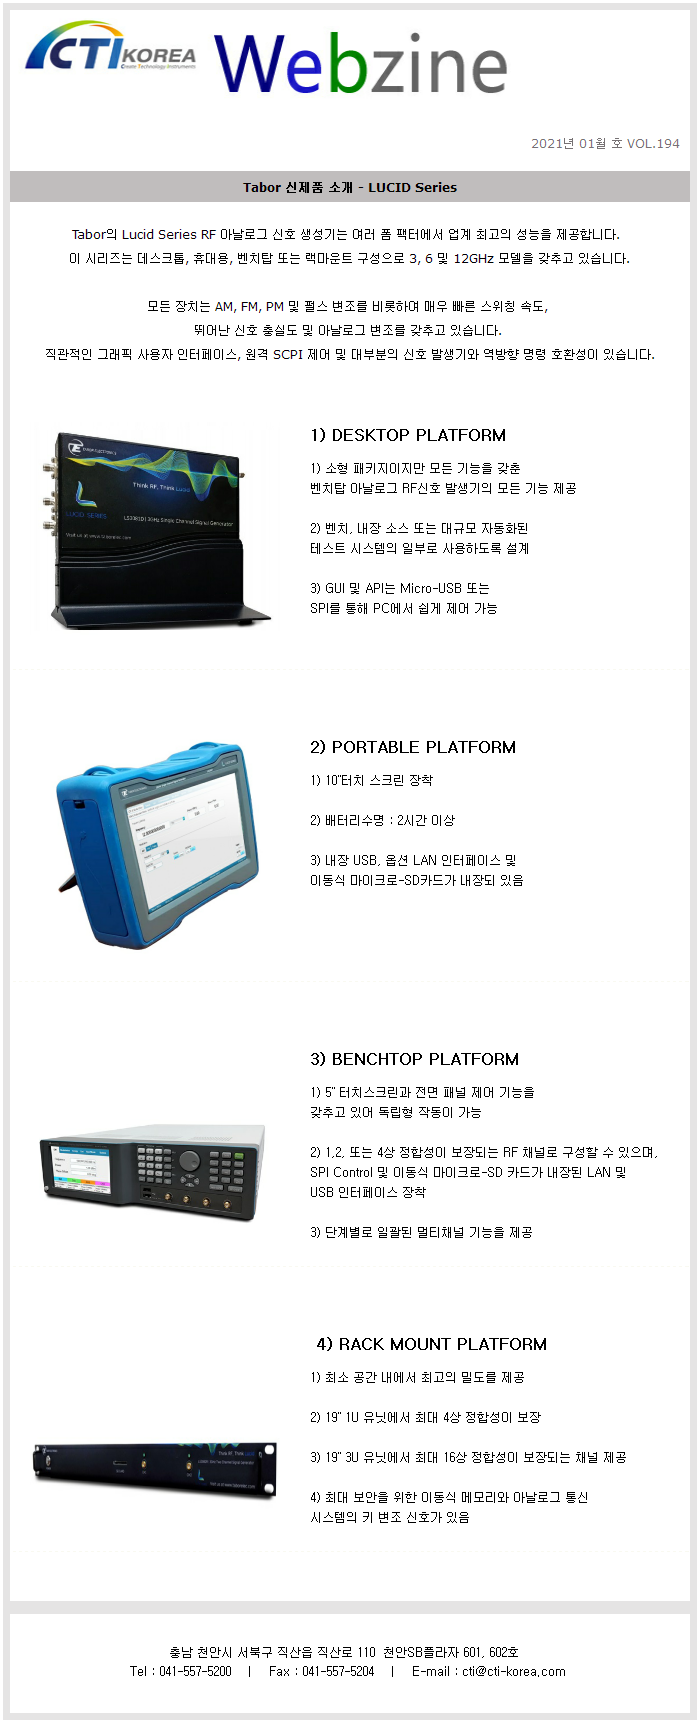 CTI KOREA
Create Technology Instruments
Webzine
2021년 01월 호 VOL.194
Tabor 신제품 소개 - LUCID Series
Tabor의 Lucid Series RF 아날로그 신호 생성기는 여러 폼 팩터에서 업계 최고의 성능을 제공합니다.
이 시리즈는 데스크톱, 휴대용, 벤치탑 또는 랙마운트 구성으로 3, 6 및 12GHz 모델을 갖추고 있습니다.
모든 장치는 AM, FM, PM 및 펄스 변조를 비롯하여 매우 빠른 스위칭 속도,
뛰어난 신호 충실도 및 아날로그 변조를 갖추고 있습니다.
직관적인 그래픽 사용자 인터페이스, 원격 SCPI 제어 및 대부분의 신호 발생기와 역방향 명령 호환성이 있습니다.
TABOR ELECTRONICS
Think RF, Think Lucid
LUCID SERIES
Visit us at www.taborelec.com
1) DESKTOP PLATFORM
1) 소형 패키지이지만 모든 기능을 갖춘
벤치탑 아날로그 RF신호 발생기의 모든 기능 제공
2) 벤치, 내장 소스 또는 대규모 자동화된
테스트 시스템의 일부로 사용하도록 설계
3) GUI 및 API는 Micro-USB 또는
SPI를 통해 PC에서 쉽게 제어 가능
2) PORTABLE PLATFORM
1) 10"터치 스크린 장착
2) 배터리수명 : 2시간 이상
3) 내장 USB, 옵션 LAN 인터페이스 및
이동식 마이크로-SD카드가 내장되 있음
3) BENCHTOP PLATFORM
1) 5" 터치스크린과 전면 패널 제어 기능을
갖추고 있어 독립형 작동이 가능
2) 1,2, 또는 4상 정합성이 보장되는 RF 채널로 구성할 수 있으며,
SPI Control 및 이동식 마이크로-SD 카드가 내장된 LAN 및
USB 인터페이스 장착
3) 단계별로 일괄된 멀티채널 기능을 제공
4) RACK MOUNT PLATFORM
1) 최소 공간 내에서 최고의 밀도를 제공
2) 19" 1U 유닛에서 최대 4상 정합성이 보장
3) 19" 3U 유닛에서 최대 16상 정합성이 보장되는 채널 제공
4) 최대 보안을 위한 이동식 메모리와 아날로그 통신
시스템의 키 변조 신호가 있음
Think RF, Think Lucid
충남 천안시 서북구 직산읍 직산로 110 천안SB플라자 601, 602호
Tel : 041-557-5200 | Fax : 041-557-5204 | E-mail : cti@cti-korea.com